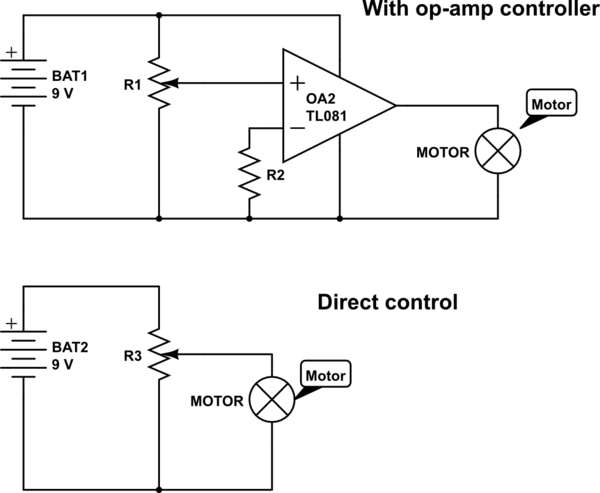 With op-amp controller
+
BAT1
9 V
R1
+
OA2
TL081
−
R2
MOTOR
Motor
Direct control
+
BAT2
9 V
R3
MOTOR
Motor